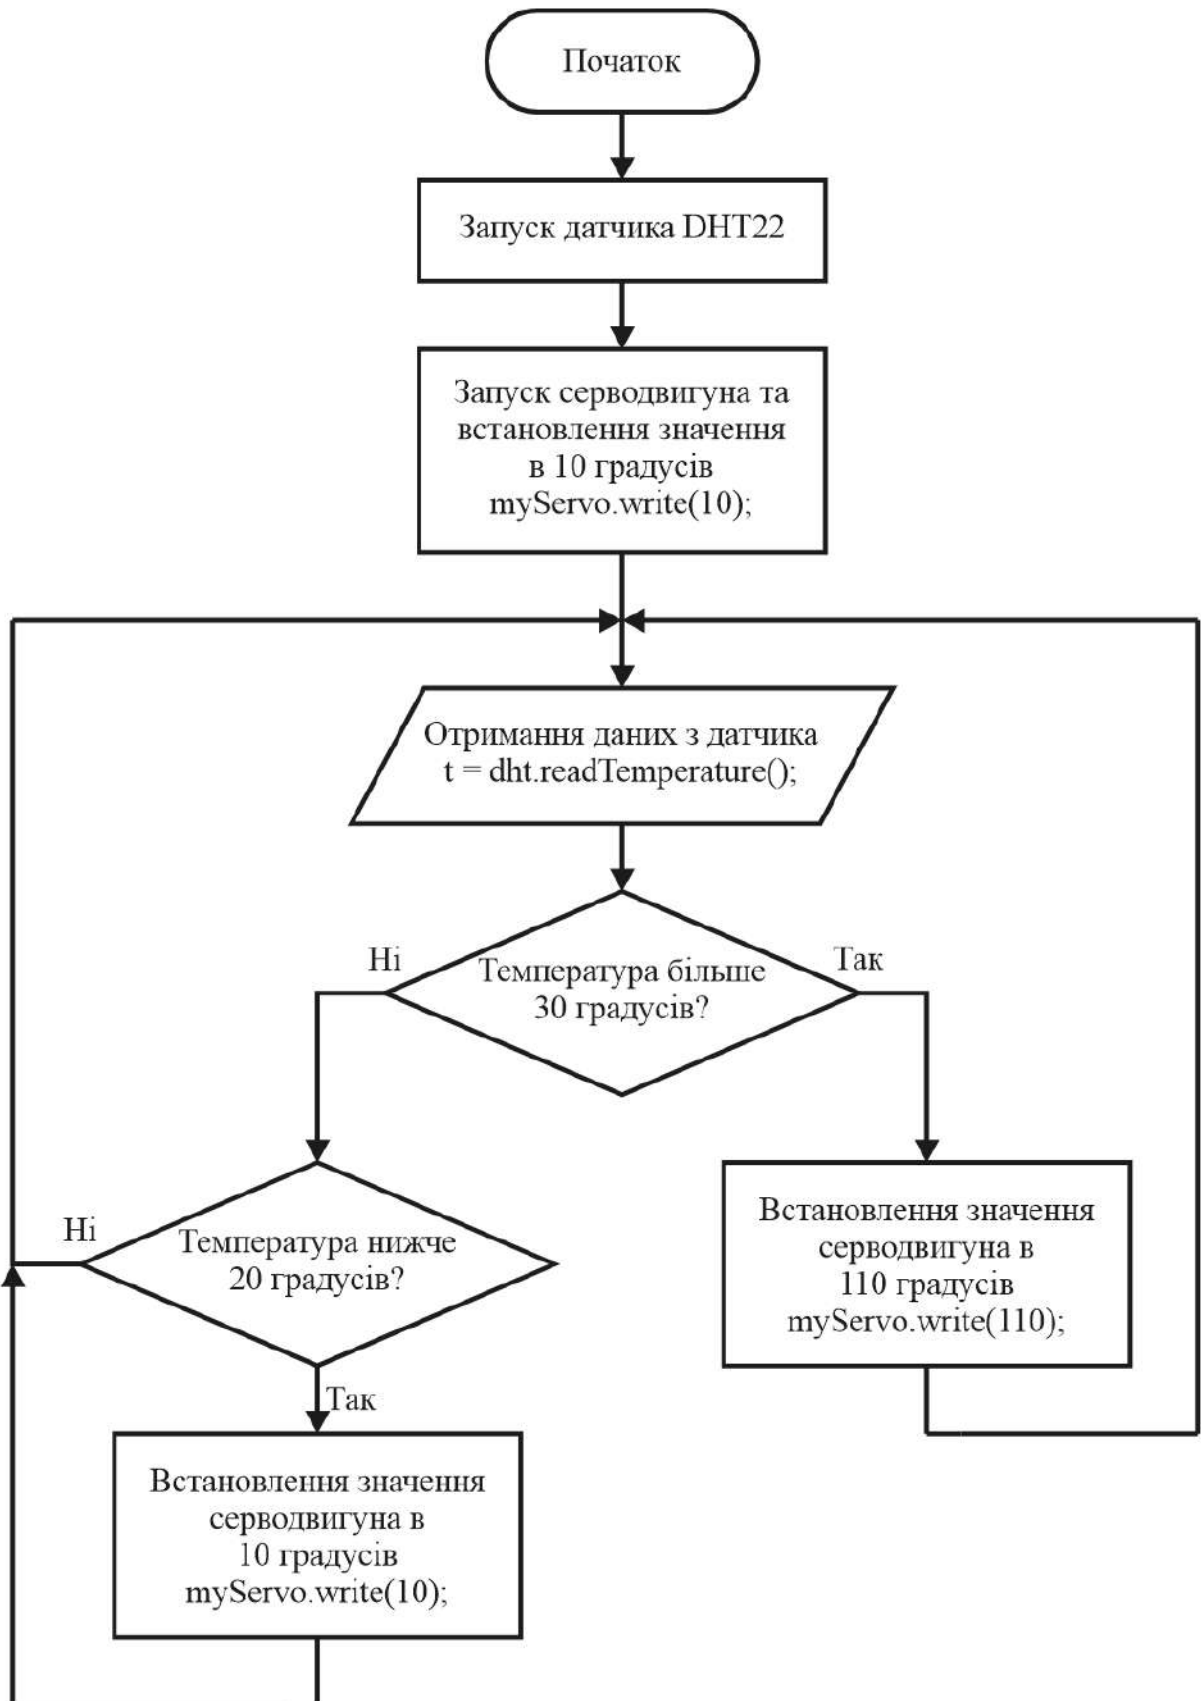 Початок
Запуск датчика DHT22
Запуск серводвигуна та
встановлення значення
в 10 градусів
myServo.write(10);
Отримання даних з датчика
t = dht.readTemperature();
Ні
Так
Температура більше
30 градусів?
Ні
Температура нижче
20 градусів?
Встановлення значення
серводвигуна в
110 градусів
myServo.write(110);
Так
Встановлення значення
серводвигуна в
10 градусів
myServo.write(10);